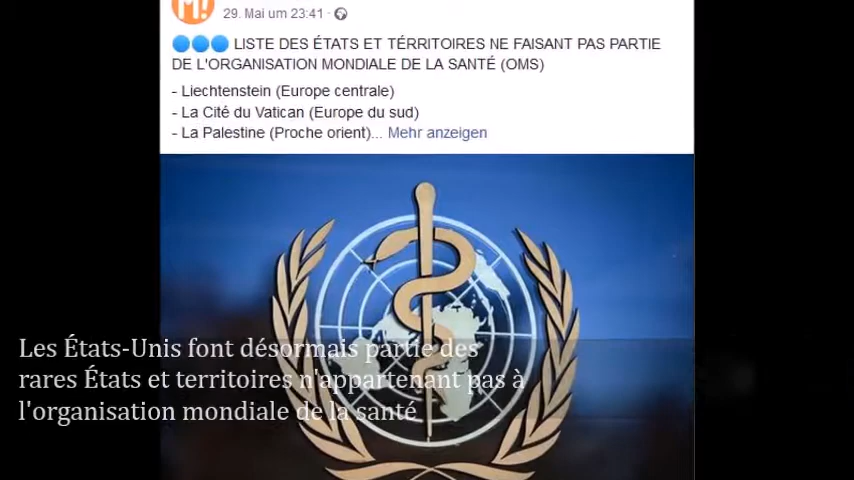 M!
29. Mai um 23:41 ·
LISTE DES ÉTATS ET TÉRRITOIRES NE FAISANT PAS PARTIE
DE L'ORGANISATION MONDIALE DE LA SANTÉ (OMS)
- Liechtenstein (Europe centrale)
- La Cité du Vatican (Europe du sud)
- La Palestine (Proche orient)... Mehr anzeigen
Les États-Unis font désormais partie des
rares États et territoires n'appartenant pas à
l'organisation mondiale de la santé